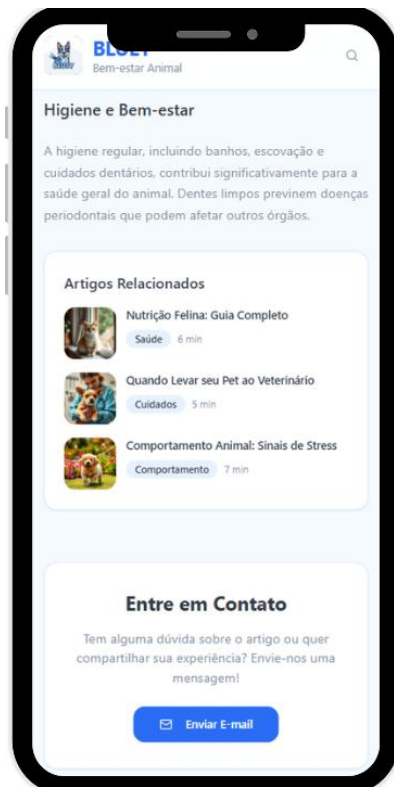 Bem-estar Animal
Higiene e Bem-estar
A higiene regular, incluindo banhos, escovação e
cuidados dentários, contribui significativamente para a
saúde geral do animal. Dentes limpos previnem doenças
periodontais que podem afetar outros órgãos.
Artigos Relacionados
Nutrição Felina: Guia Completo
Saúde 6 min
Quando Levar seu Pet ao Veterinário
Cuidados 5 min
Comportamento Animal: Sinais de Stress
Comportamento 7 min
Entre em Contato
Tem alguma dúvida sobre o artigo ou quer
compartilhar sua experiência? Envie-nos uma
mensagem!
Enviar E-mail